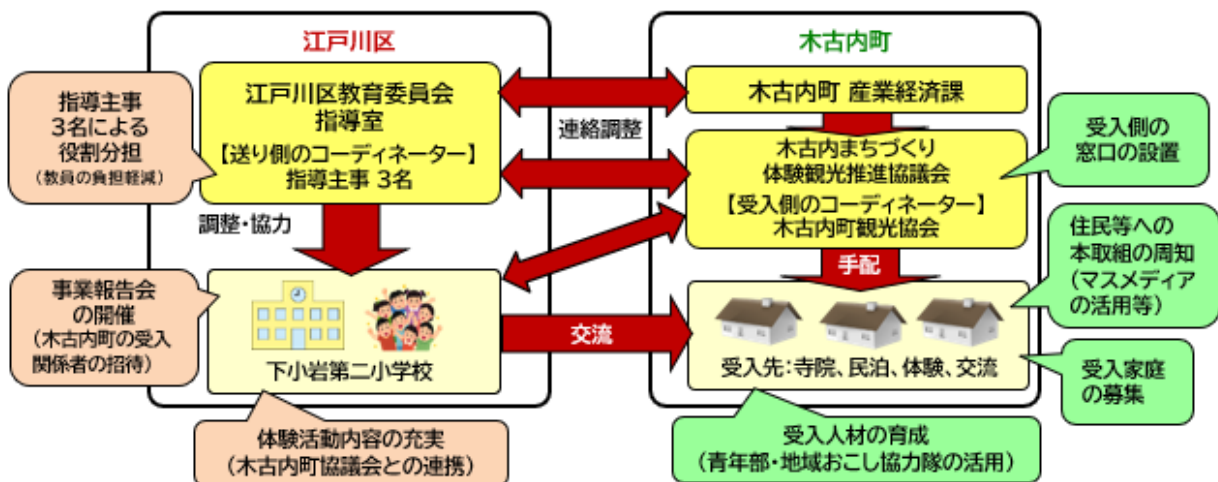 江戸川区
木古内町
指導主事
3名による
役割分担
(教員の負担軽減)
江戸川区教育委員会
指導室
【送り側のコーディネーター】
指導主事 3名
連絡調整
木古内町 産業経済課
木古内まちづくり
体験観光推進協議会
【受入側のコーディネーター】
木古内町観光協会
受入側の
窓口の設置
調整・協力
手配
住民等への
本取組の周知
(マスメディア
の活用等)
事業報告会
の開催
(木古内町の受入
関係者の招待)
下小岩第二小学校
交流
受入先:寺院、民泊、体験、交流
受入家庭
の募集
体験活動内容の充実
(木古内町協議会との連携)
受入人材の育成
(青年部・地域おこし協力隊の活用)